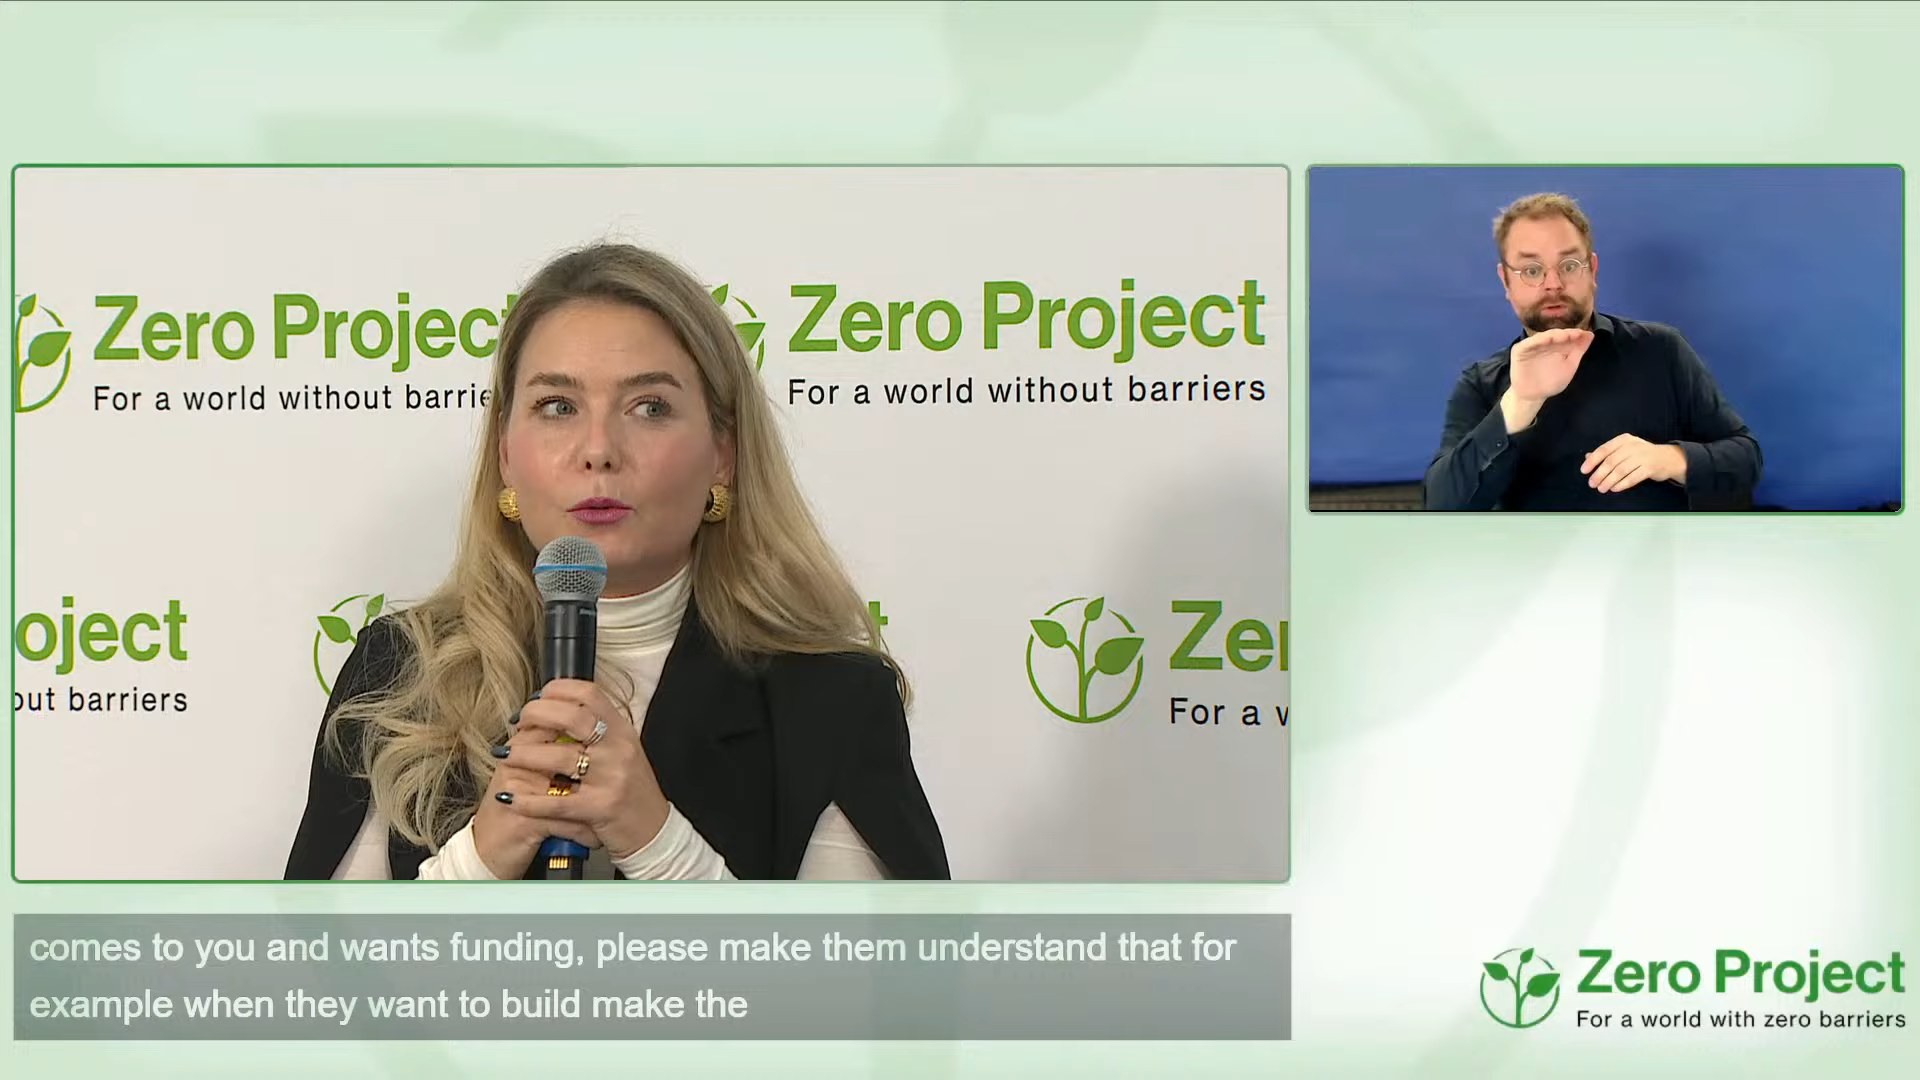 Zero Project
For a world without barrie
Zero Project
For a world without barriers
oject
out barriers
t
Zer
For a w
comes to you and wants funding, please make them understand that for
example when they want to build make the
Zero Project
For a world with zero barriers